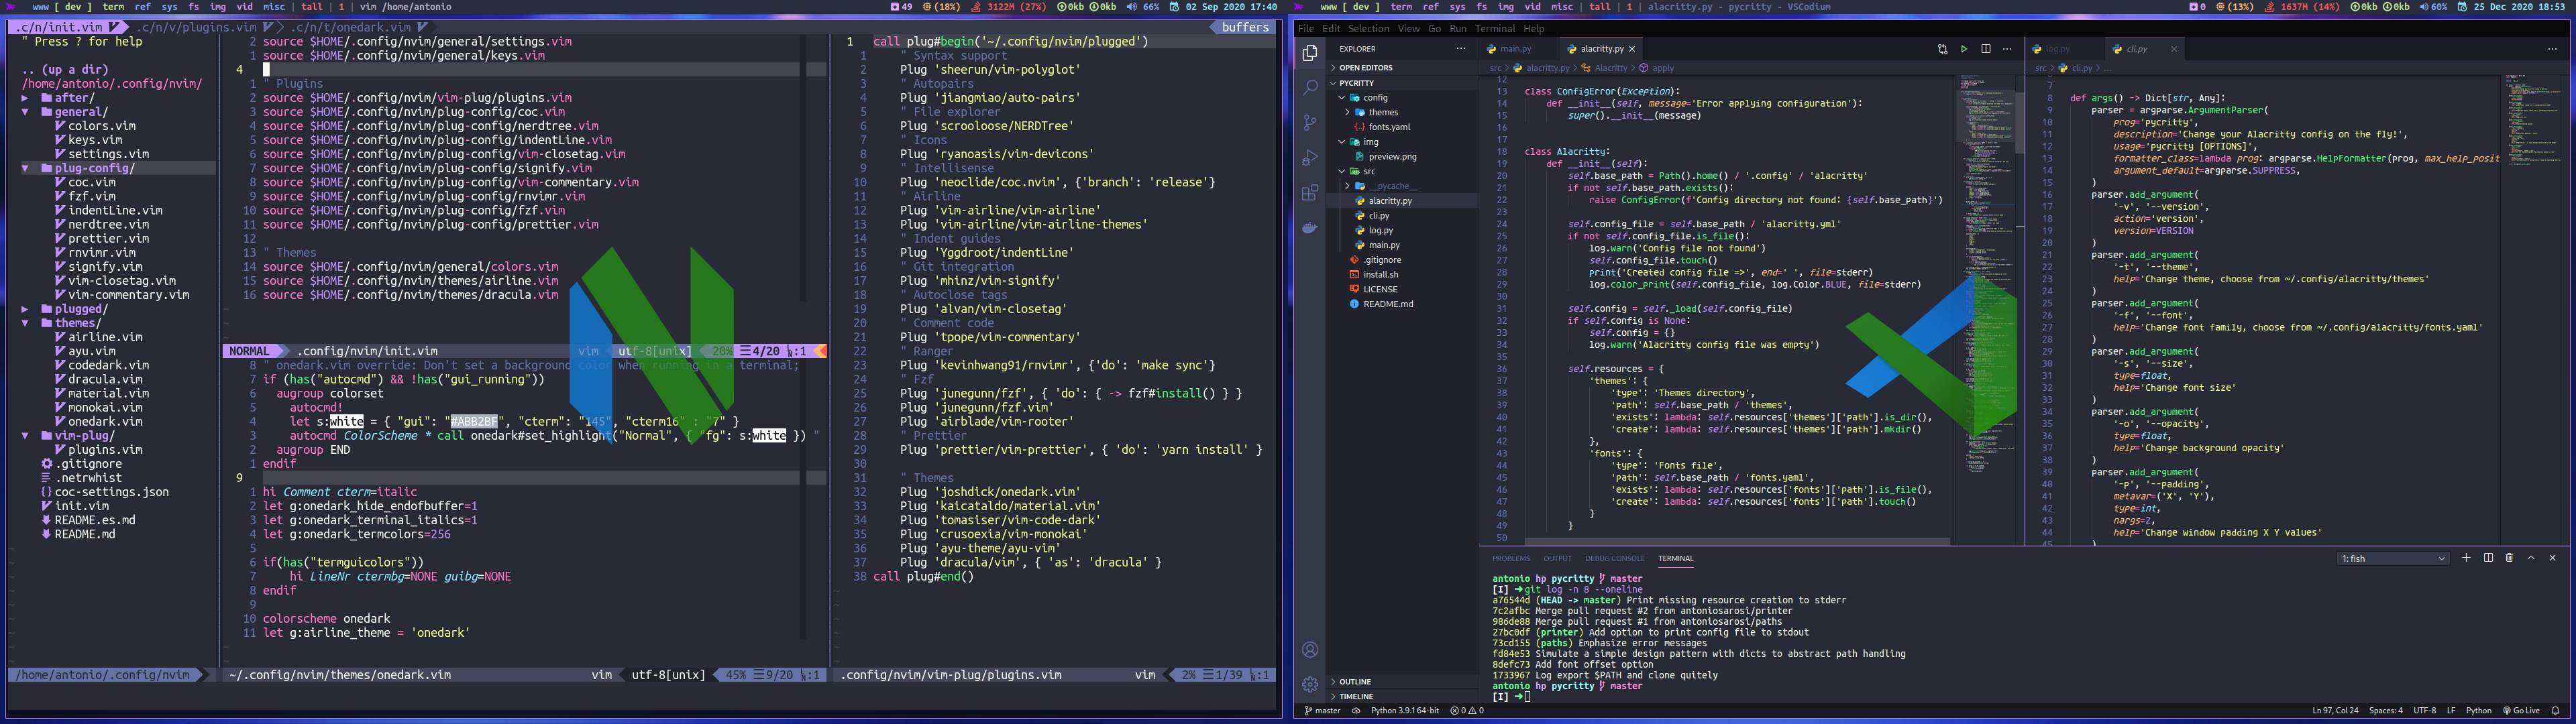 www [ dev ] term ref sys fs img vid misc | tall | 1 | vim /home/antonio
49 (18%) 3122M (27%) 0kb 0kb 66% 02 Sep 2020 17:40
.c/n/init.vim .c/n/v/plugins.vim .c/n/t/onedark.vim buffers
" Press ? for help
.. (up a dir)
/home/antonio/.config/nvim/
▶ after/
▼ general/
colors.vim
keys.vim
settings.vim
▼ plug-config/
coc.vim
fzf.vim
indentLine.vim
nerdtree.vim
prettier.vim
rnvimr.vim
signify.vim
vim-closetag.vim
vim-commentary.vim
▶ plugged/
▼ themes/
airline.vim
ayu.vim
codedark.vim
dracula.vim
material.vim
monokai.vim
onedark.vim
▼ vim-plug/
plugins.vim
.gitignore
.netrwhist
coc-settings.json
init.vim
README.es.md
README.md
/home/antonio/.config/nvim
2 source $HOME/.config/nvim/general/settings.vim
1 source $HOME/.config/nvim/general/keys.vim
4
1 " Plugins
2 source $HOME/.config/nvim/vim-plug/plugins.vim
3 source $HOME/.config/nvim/plug-config/coc.vim
4 source $HOME/.config/nvim/plug-config/nerdtree.vim
5 source $HOME/.config/nvim/plug-config/indentLine.vim
6 source $HOME/.config/nvim/plug-config/vim-closetag.vim
7 source $HOME/.config/nvim/plug-config/signify.vim
8 source $HOME/.config/nvim/plug-config/vim-commentary.vim
9 source $HOME/.config/nvim/plug-config/rnvimr.vim
10 source $HOME/.config/nvim/plug-config/fzf.vim
11 source $HOME/.config/nvim/plug-config/prettier.vim
12
13 " Themes
14 source $HOME/.config/nvim/general/colors.vim
15 source $HOME/.config/nvim/themes/airline.vim
16 source $HOME/.config/nvim/themes/dracula.vim
NORMAL .config/nvim/init.vim vim utf-8[unix] 20% 4/20 :1
8 " onedark.vim override: Don't set a background color when running in a terminal;
7 if (has("autocmd") && !has("gui_running"))
6 augroup colorset
5 autocmd!
4 let s:white = { "gui": "#ABB2BF", "cterm": "145", "cterm16" : "7" }
3 autocmd ColorScheme * call onedark#set_highlight("Normal", { "fg": s:white }) "
2 augroup END
1 endif
9
1 hi Comment cterm=italic
2 let g:onedark_hide_endofbuffer=1
3 let g:onedark_terminal_italics=1
4 let g:onedark_termcolors=256
5
6 if(has("termguicolors"))
7 hi LineNr ctermbg=NONE guibg=NONE
8 endif
9
10 colorscheme onedark
11 let g:airline_theme = 'onedark'
~/.config/nvim/themes/onedark.vim vim utf-8[unix] 45% 9/20 :1
1 call plug#begin('~/.config/nvim/plugged')
1 " Syntax support
2 Plug 'sheerun/vim-polyglot'
3 " Autopairs
4 Plug 'jiangmiao/auto-pairs'
5 " File explorer
6 Plug 'scrooloose/NERDTree'
7 " Icons
8 Plug 'ryanoasis/vim-devicons'
9 " Intellisense
10 Plug 'neoclide/coc.nvim', {'branch': 'release'}
11 " Airline
12 Plug 'vim-airline/vim-airline'
13 Plug 'vim-airline/vim-airline-themes'
14 " Indent guides
15 Plug 'Yggdroot/indentLine'
16 " Git integration
17 Plug 'mhinz/vim-signify'
18 " Autoclose tags
19 Plug 'alvan/vim-closetag'
20 " Comment code
21 Plug 'tpope/vim-commentary'
22 " Ranger
23 Plug 'kevinhwang91/rnvimr', {'do': 'make sync'}
24 " Fzf
25 Plug 'junegunn/fzf', { 'do': { -> fzf#install() } }
26 Plug 'junegunn/fzf.vim'
27 Plug 'airblade/vim-rooter'
28 " Prettier
29 Plug 'prettier/vim-prettier', { 'do': 'yarn install' }
30
31 " Themes
32 Plug 'joshdick/onedark.vim'
33 Plug 'kaicataldo/material.vim'
34 Plug 'tomasiser/vim-code-dark'
35 Plug 'crusoexia/vim-monokai'
36 Plug 'ayu-theme/ayu-vim'
37 Plug 'dracula/vim', { 'as': 'dracula' }
38 call plug#end()
.config/nvim/vim-plug/plugins.vim vim 2% 1/39 :1
www [ dev ] term ref sys fs img vid misc | tall | 1 | alacritty.py - pycritty - VSCodium
0 (13%) 1637M (14%) 0kb 0kb 60% 25 Dec 2020 18:53
File Edit Selection View Go Run Terminal Help
EXPLORER ···
OPEN EDITORS
PYCRITTY
config
themes
fonts.yaml
img
preview.png
src
__pycache__
alacritty.py
cli.py
log.py
main.py
.gitignore
install.sh
LICENSE
README.md
OUTLINE
TIMELINE
main.py alacritty.py
src > alacritty.py > Alacritty > apply
12
13 class ConfigError(Exception):
14 def __init__(self, message='Error applying configuration'):
15 super().__init__(message)
16
17
18 class Alacritty:
19 def __init__(self):
20 self.base_path = Path().home() / '.config' / 'alacritty'
21 if not self.base_path.exists():
22 raise ConfigError(f'Config directory not found: {self.base_path}')
23
24 self.config_file = self.base_path / 'alacritty.yml'
25 if not self.config_file.is_file():
26 log.warn('Config file not found')
27 self.config_file.touch()
28 print('Created config file =>', end=' ', file=stderr)
29 log.color_print(self.config_file, log.Color.BLUE, file=stderr)
30
31 self.config = self._load(self.config_file)
32 if self.config is None:
33 self.config = {}
34 log.warn('Alacritty config file was empty')
35
36 self.resources = {
37 'themes': {
38 'type': 'Themes directory',
39 'path': self.base_path / 'themes',
40 'exists': lambda: self.resources['themes']['path'].is_dir(),
41 'create': lambda: self.resources['themes']['path'].mkdir()
42 },
43 'fonts': {
44 'type': 'Fonts file',
45 'path': self.base_path / 'fonts.yaml',
46 'exists': lambda: self.resources['fonts']['path'].is_file(),
47 'create': lambda: self.resources['fonts']['path'].touch()
48 }
49 }
50
log.py cli.py
src > cli.py > ...
8 def args() -> Dict[str, Any]:
9 parser = argparse.ArgumentParser(
10 prog='pycritty',
11 description='Change your Alacritty config on the fly!',
12 usage='pycritty [OPTIONS]',
13 formatter_class=lambda prog: argparse.HelpFormatter(prog, max_help_posit
14 argument_default=argparse.SUPPRESS,
15 )
16 parser.add_argument(
17 '-v', '--version',
18 action='version',
19 version=VERSION
20 )
21 parser.add_argument(
22 '-t', '--theme',
23 help='Change theme, choose from ~/.config/alacritty/themes'
24 )
25 parser.add_argument(
26 '-f', '--font',
27 help='Change font family, choose from ~/.config/alacritty/fonts.yaml'
28 )
29 parser.add_argument(
30 '-s', '--size',
31 type=float,
32 help='Change font size'
33 )
34 parser.add_argument(
35 '-o', '--opacity',
36 type=float,
37 help='Change background opacity'
38 )
39 parser.add_argument(
40 '-p', '--padding',
41 metavar=('X', 'Y'),
42 type=int,
43 nargs=2,
44 help='Change window padding X Y values'
45 )
PROBLEMS OUTPUT DEBUG CONSOLE TERMINAL 1: fish
antonio hp pycritty master
[I] ➜git log -n 8 --oneline
a76544d (HEAD -> master) Print missing resource creation to stderr
7c2afbc Merge pull request #2 from antoniosarosi/printer
986de88 Merge pull request #1 from antoniosarosi/paths
27bc0df (printer) Add option to print config file to stdout
73cd155 (paths) Emphasize error messages
fd84e53 Simulate a simple design pattern with dicts to abstract path handling
8defc73 Add font offset option
1733967 Log export $PATH and clone quitely
antonio hp pycritty master
[I] ➜
master Python 3.9.1 64-bit 0 0 Ln 97, Col 24 Spaces: 4 UTF-8 LF Python Go Live